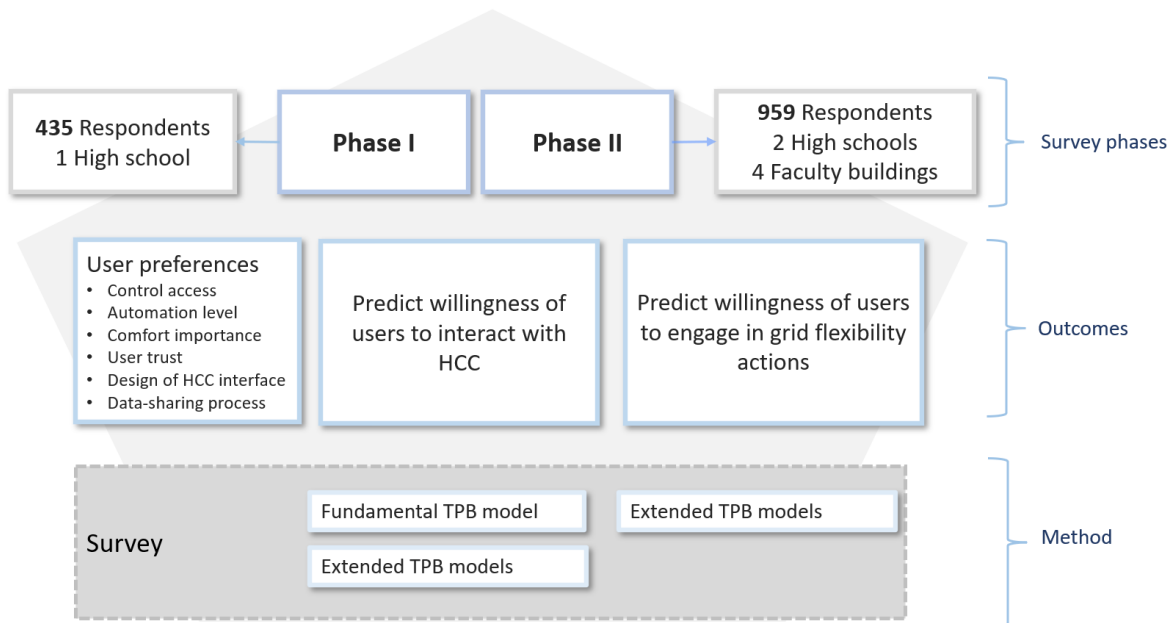 435 Respondents
1 High school
Phase I
Phase II
959 Respondents
2 High schools
4 Faculty buildings
Survey phases
User preferences
• Control access
• Automation level
• Comfort importance
• User trust
• Design of HCC interface
• Data-sharing process
Predict willingness of
users to interact with
HCC
Predict willingness of users
to engage in grid flexibility
actions
Outcomes
Survey
Fundamental TPB model
Extended TPB models
Extended TPB models
Method